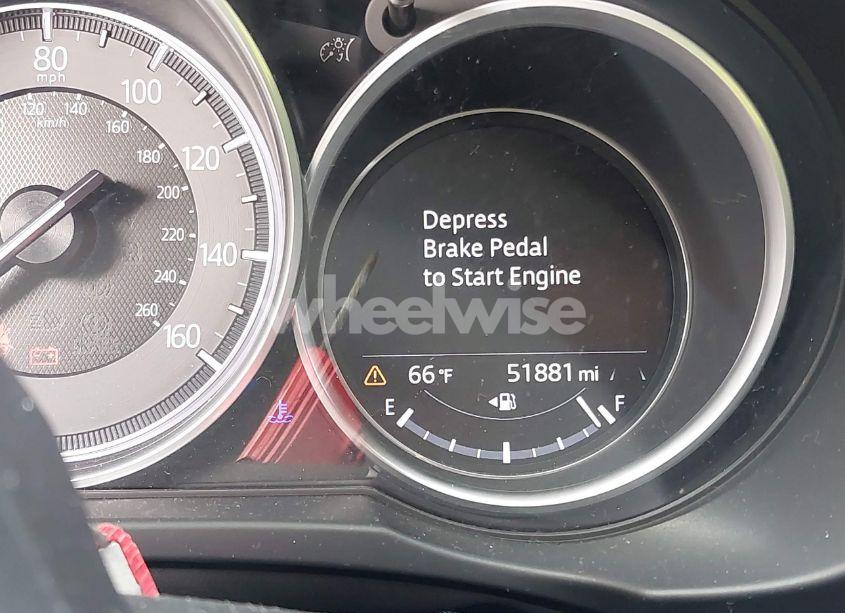 80
mph
100
120
140
160
120
140
km/h
160
180
200
220
240
260
Depress
Brake Pedal
to Start Engine
wheelwise
66°F
51881 mi
E
F